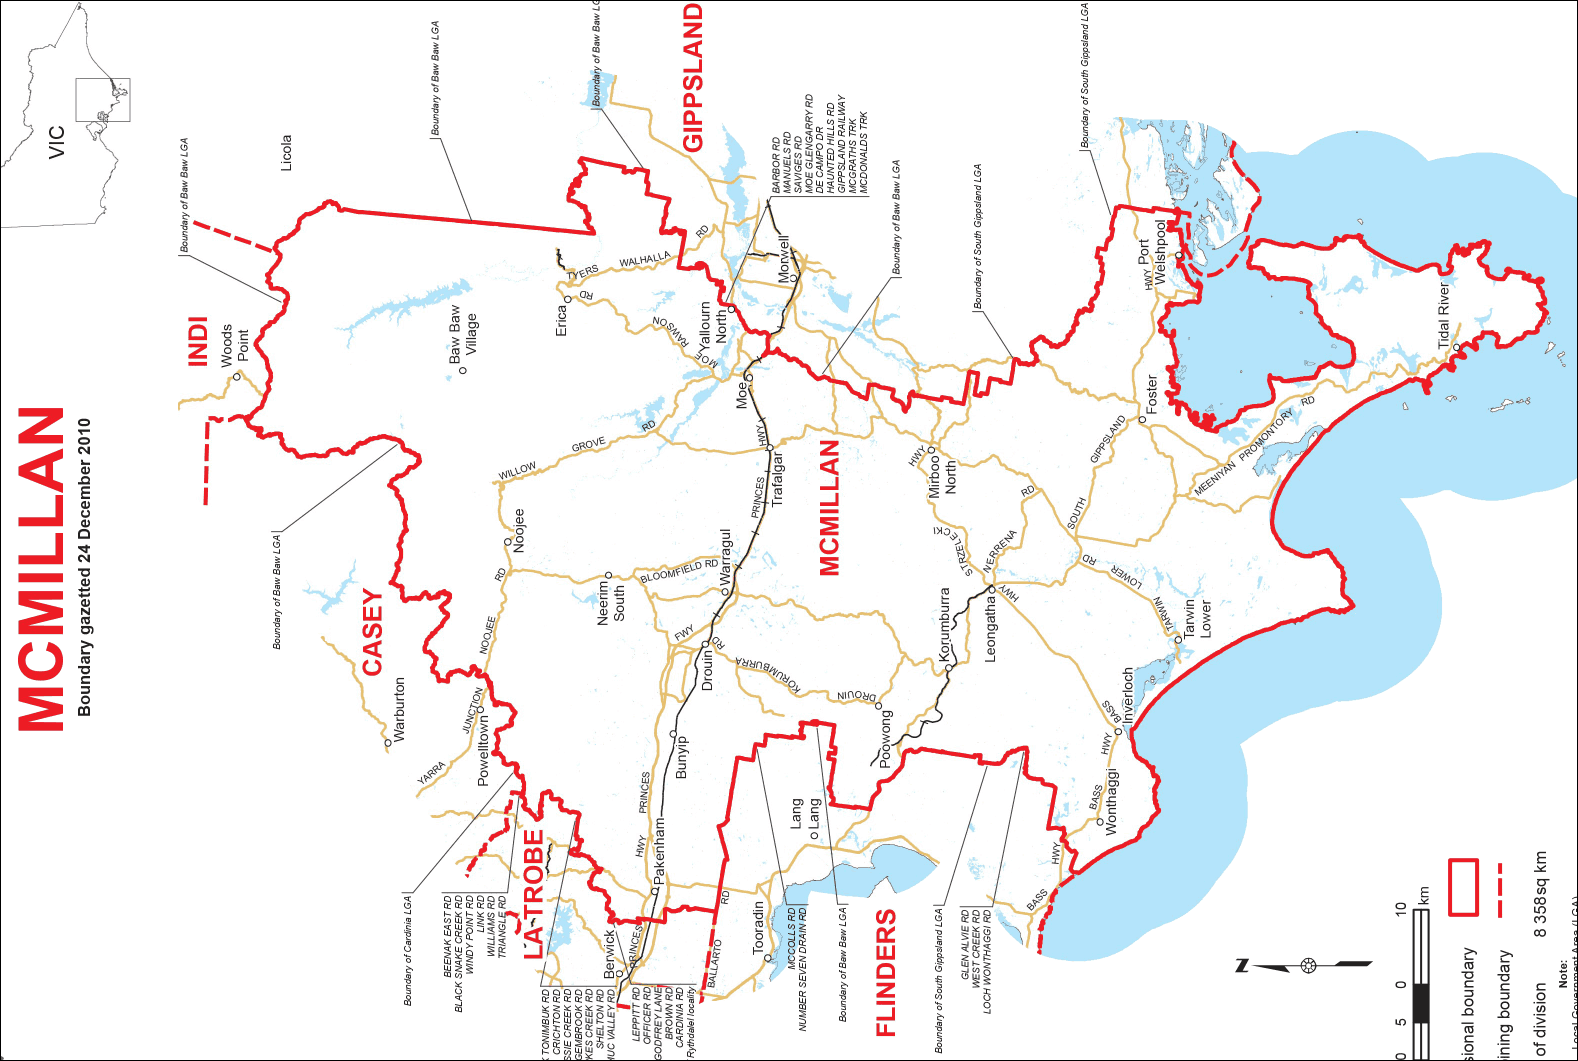 MCMILLAN
Boundary gazetted 24 December 2010
VIC
Boundary of Baw Baw LGA
Licola
Boundary of Baw Baw LGA
Boundary of Baw Baw LGA
GIPPSLAND
Boundary of South Gippsland LGA
BARBOR RD
MANUELS RD
SAVIGES RD
MOE GLENGARRY RD
DE CAMPO DR
HAUNTED HILLS RD
GIPPSLAND RAILWAY
MCGRATHS TRK
MCDONALDS TRK
Boundary of Baw Baw LGA
Boundary of South Gippsland LGA
INDI
Woods
Point
Baw Baw
Village
Erica
TYERS
WALHALLA
RD
RD
RAWSON
MOE
Yallourn
North
Morwell
Moe
Port
Welshpool
HWY
Tidal River
Foster
GIPPSLAND
SOUTH
MEENIYAN
PROMONTORY
RD
WILLOW
GROVE
RD
HWY
PRINCES
Trafalgar
MCMILLAN
HWY
Mirboo
North
STRZELECKI
NERRENA
RD
Boundary of Baw Baw LGA
CASEY
Noojee
RD
NOOJEE
Neerim
South
BLOOMFIELD RD
Warragul
FWY
Drouin
RD
KORUMBURRA
DROUIN
Korumburra
Leongatha
HWY
RD
LOWER
TARWIN
Tarwin
Lower
Inverloch
BASS
HWY
BASS
Wonthaggi
HWY
BASS
Warburton
JUNCTION
Powelltown
YARRA
Bunyip
PRINCES
HWY
Pakenham
Poowong
Lang
Lang
LA TROBE
Boundary of Cardinia LGA
BEENAK EAST RD
BLACK SNAKE CREEK RD
WINDY POINT RD
LINK RD
WILLIAMS RD
TRIANGLE RD
TONIMBUK RD
CRICHTON RD
SSIE CREEK RD
GEMBROOK RD
KES CREEK RD
SHELTON RD
MUC VALLEY RD
Berwick
PRINCES
LEPPITT RD
OFFICER RD
GODFREY LANE
BROWN RD
CARDINIA RD
Rythdale locality
BALLARTO
RD
Tooradin
MCCOLLS RD
NUMBER SEVEN DRAIN RD
Boundary of Baw Baw LGA
FLINDERS
Boundary of South Gippsland LGA
GLEN ALVIE RD
WEST CREEK RD
LOCH WONTHAGGI RD
N
0 5 0 10
km
sional boundary
ining boundary
of division 8 358sq km
Note:
Local Government Area (LGA)